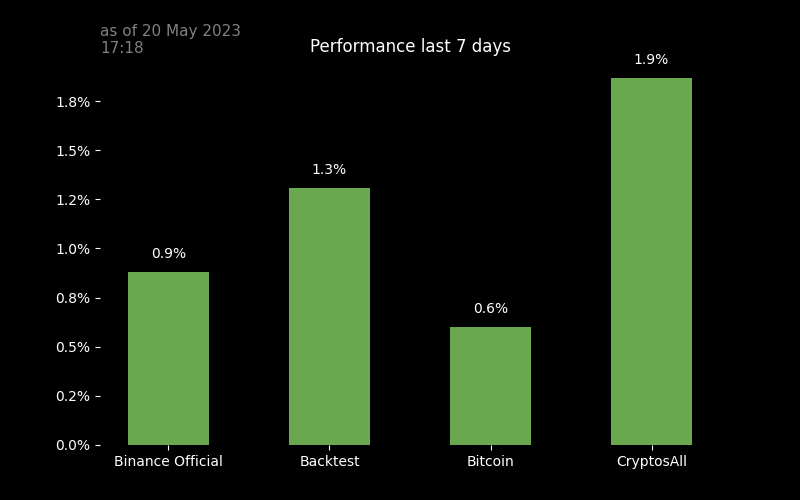 as of 20 May 2023
17:18
Performance last 7 days
1.9%
1.8%
1.5%
1.3%
1.2%
1.0%
0.9%
0.8%
0.6%
0.5%
0.2%
0.0%
Binance Official
Backtest
Bitcoin
CryptosAll